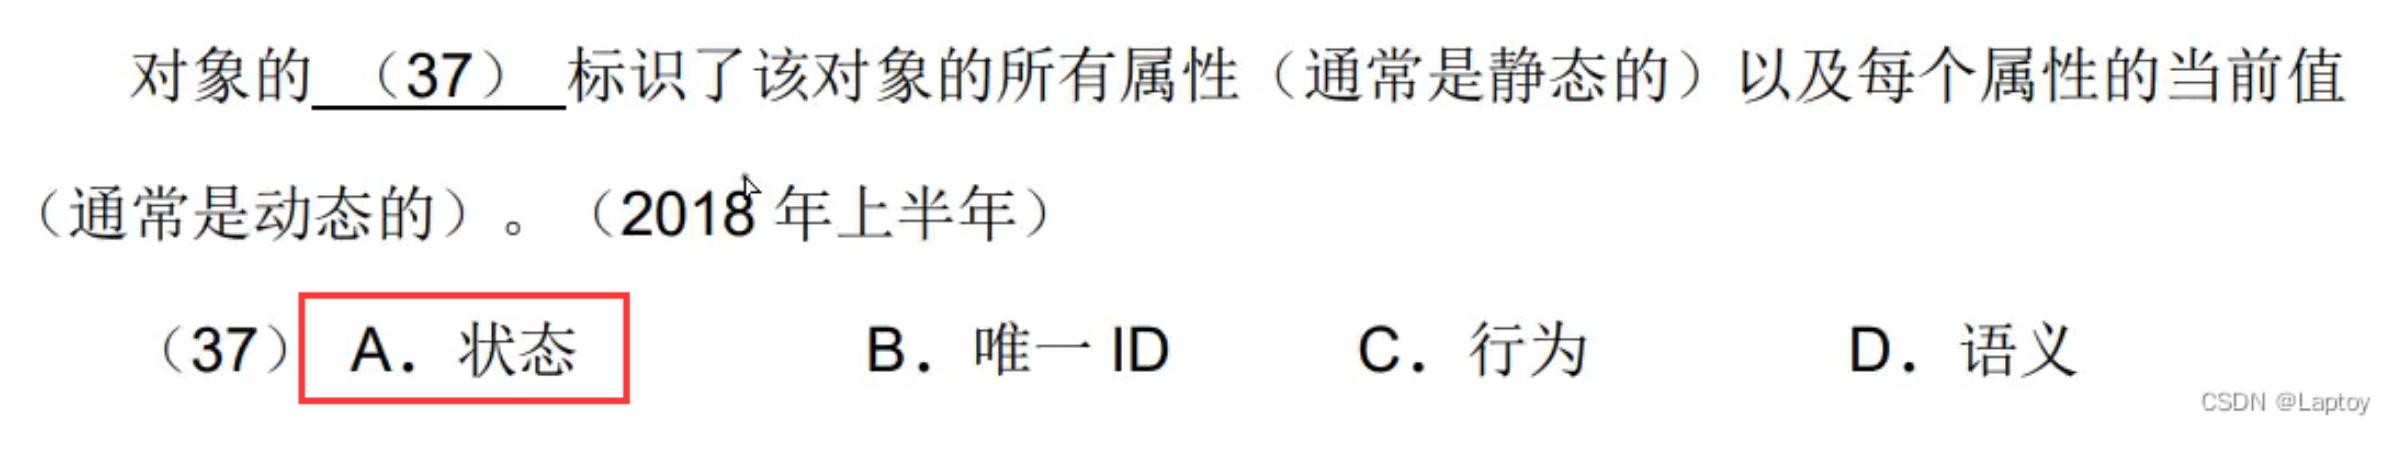 对象的（37）标识了该对象的所有属性（通常是静态的）以及每个属性的当前值
（通常是动态的）。（2018 年上半年）
（37） A．状态 B．唯一 ID C．行为 D．语义
CSDN @Laptoy